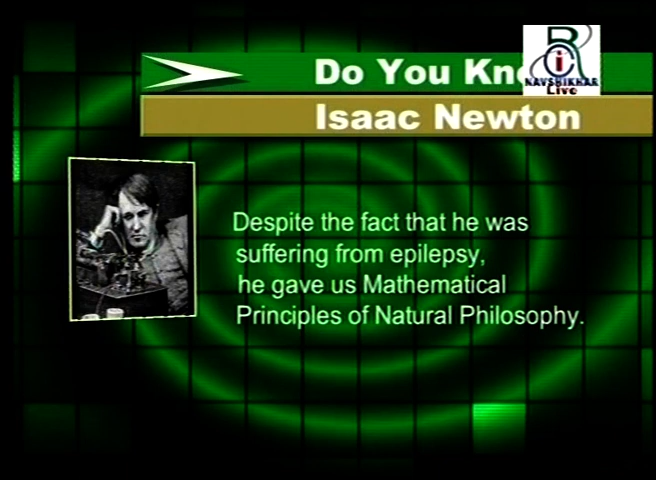 Do You Kno
R
i
NAVSHIKHAR
Live
Isaac Newton
Despite the fact that he was
suffering from epilepsy,
he gave us Mathematical
Principles of Natural Philosophy.